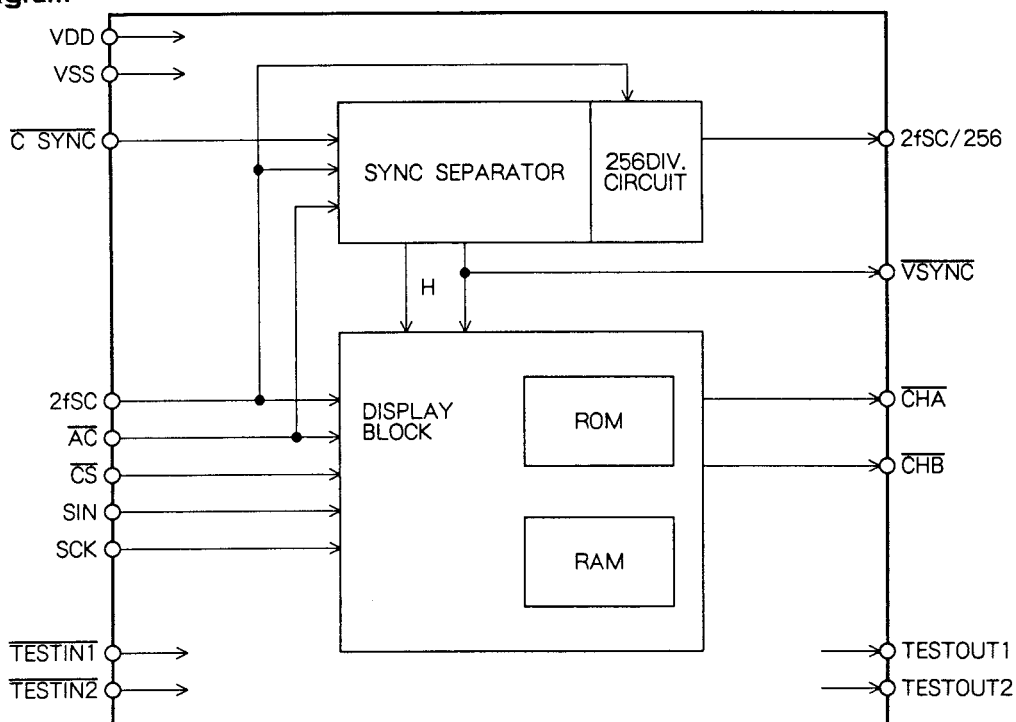 VDD
VSS
C SYNC
SYNC SEPARATOR
256DIV.
CIRCUIT
2fSC/256
H
VSYNC
2fSC
AC
CS
SIN
SCK
DISPLAY
BLOCK
ROM
RAM
CHA
CHB
TESTIN1
TESTIN2
TESTOUT1
TESTOUT2